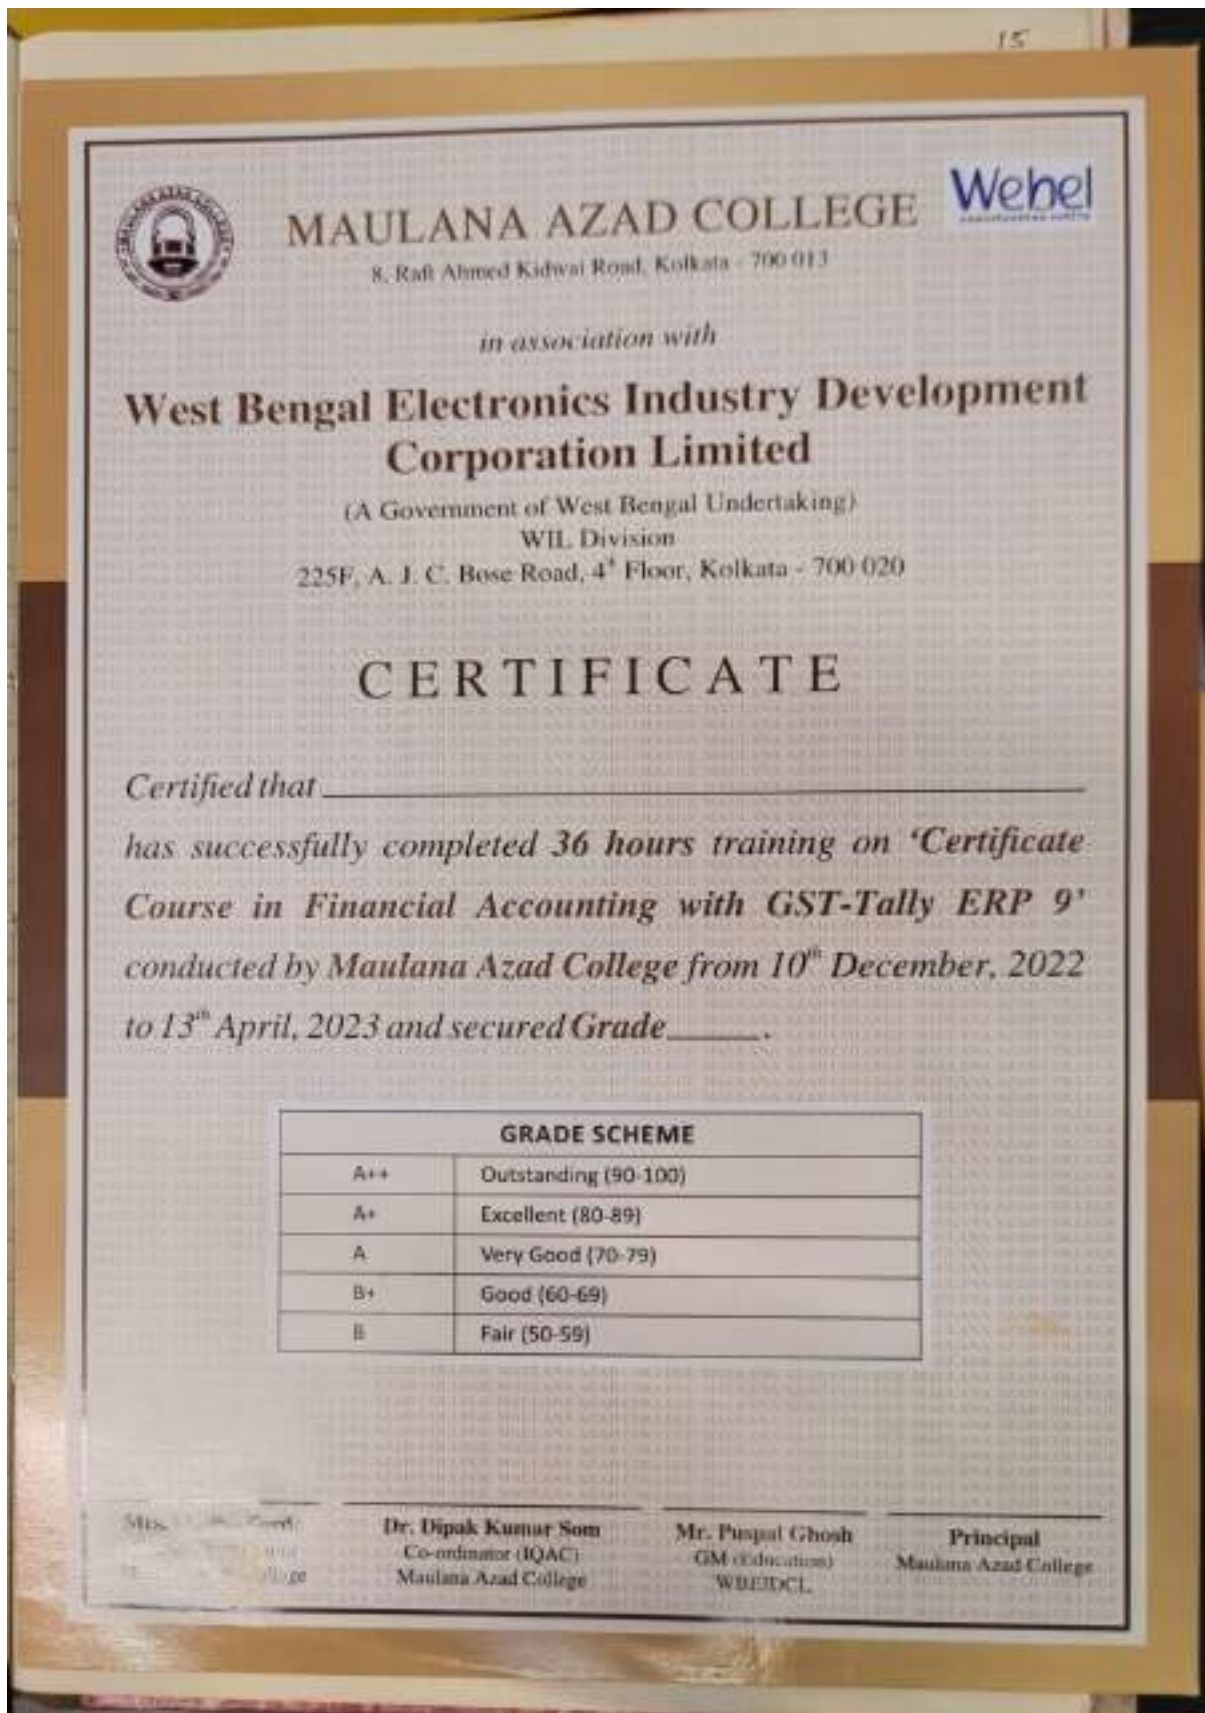 15
MAULANA AZAD COLLEGE
Webel
8, Rafi Ahmed Kidwai Road, Kolkata - 700 013
in association with
West Bengal Electronics Industry Development
Corporation Limited
(A Government of West Bengal Undertaking)
WIL Division
225F, A. J. C. Bose Road, 4th Floor, Kolkata - 700 020
CERTIFICATE
Certified that
has successfully completed 36 hours training on ‘Certificate
Course in Financial Accounting with GST-Tally ERP 9’
conducted by Maulana Azad College from 10th December, 2022
to 13th April, 2023 and secured Grade______.
GRADE SCHEME
A++ Outstanding (90-100)
A+ Excellent (80-89)
A Very Good (70-79)
B+ Good (60-69)
B Fair (50-59)
Dr. Dipak Kumar Som
Co-ordinator (IQAC)
Maulana Azad College
Mr. Puspal Ghosh
GM (Education)
WBEIDCL
Principal
Maulana Azad College